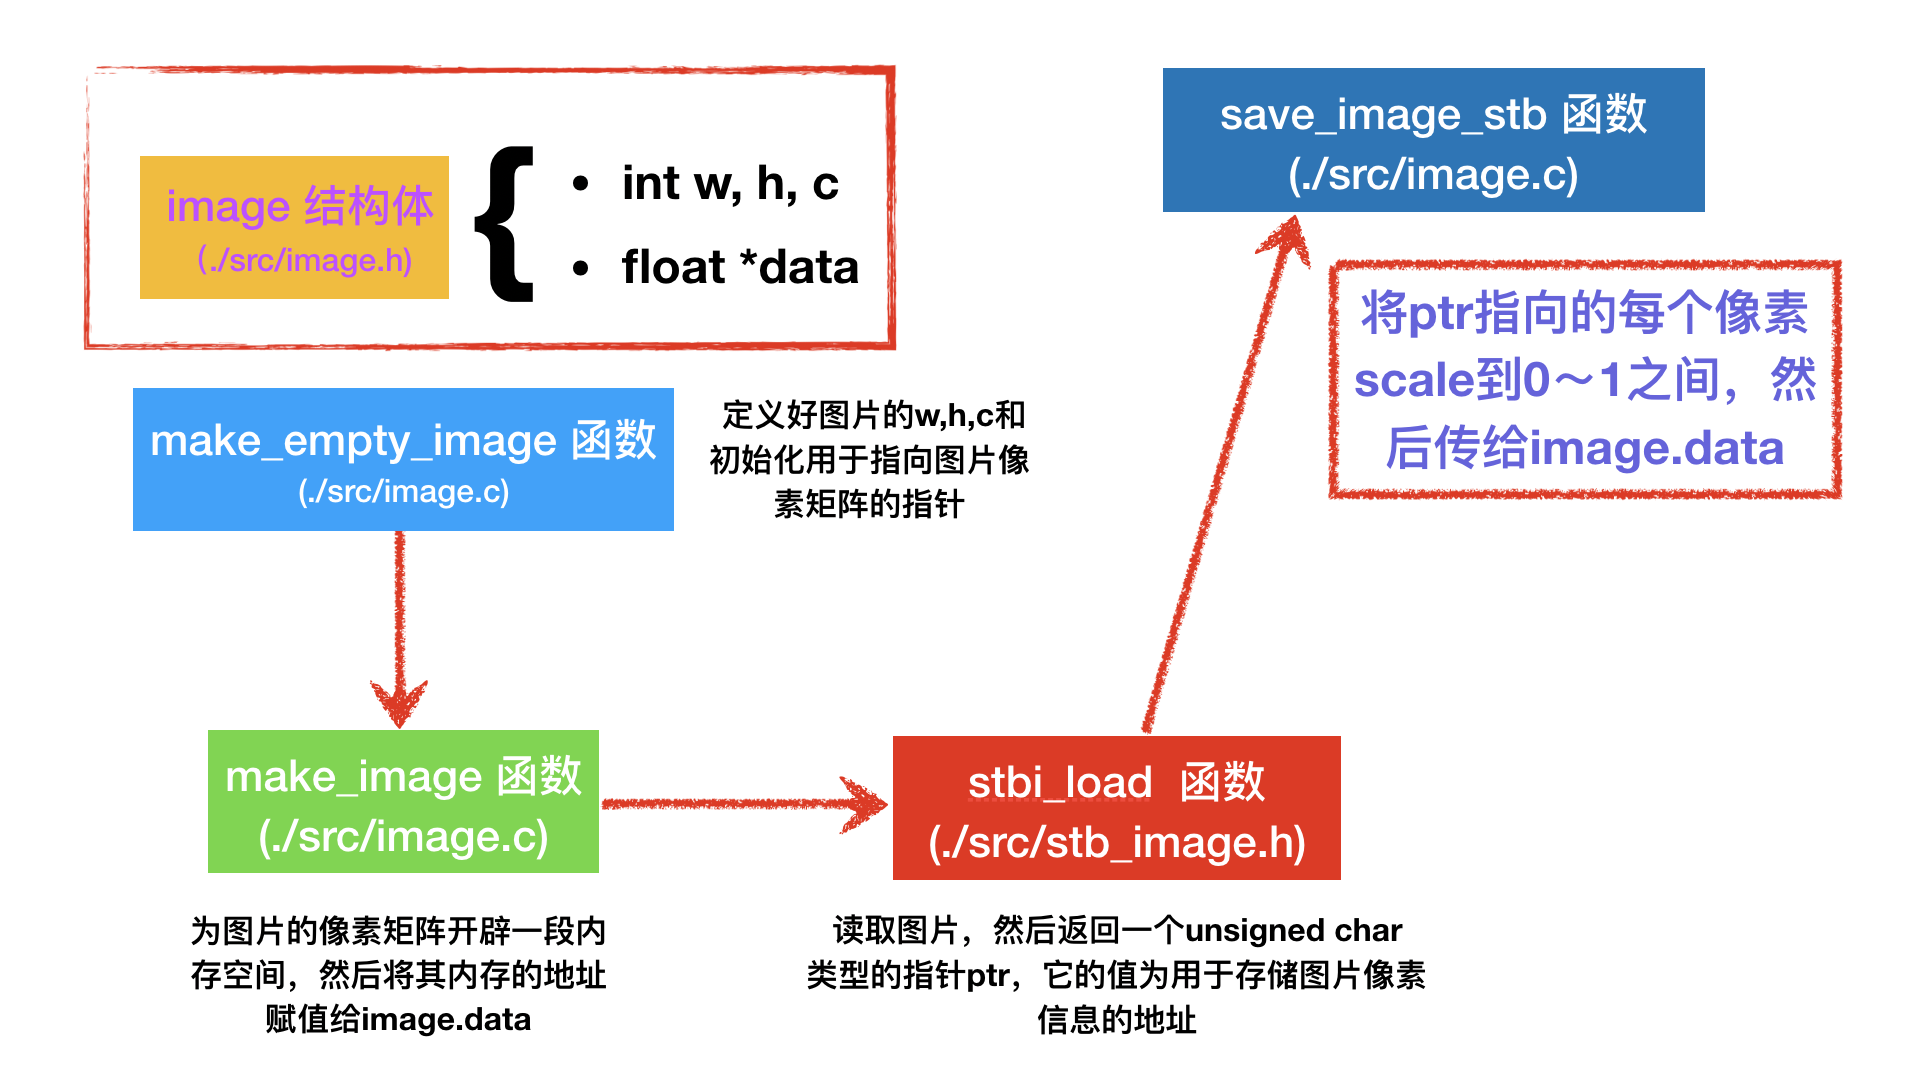 image 结构体
(./src/image.h)
{
• int w, h, c
• float *data
make_empty_image 函数
(./src/image.c)
定义好图片的w,h,c和
初始化用于指向图片像
素矩阵的指针
make_image 函数
(./src/image.c)
为图片的像素矩阵开辟一段内
存空间，然后将其内存的地址
赋值给image.data
stbi_load 函数
(./src/stb_image.h)
读取图片，然后返回一个unsigned char
类型的指针ptr，它的值为用于存储图片像素
信息的地址
save_image_stb 函数
(./src/image.c)
将ptr指向的每个像素
scale到0～1之间，然
后传给image.data